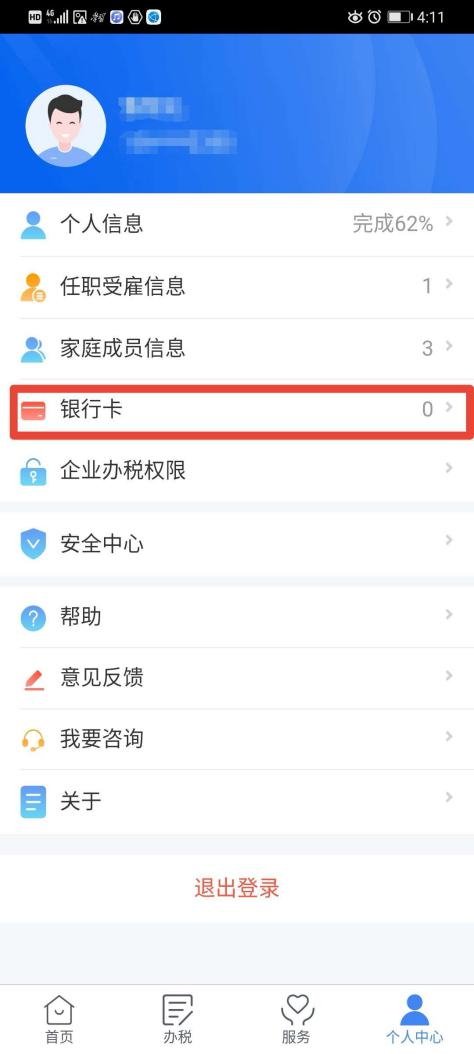 HD 4G 4:11
个人信息 完成62%
任职受雇信息 1
家庭成员信息 3
银行卡 0
企业办税权限
安全中心
帮助
意见反馈
我要咨询
关于
退出登录
首页 办税 服务 个人中心